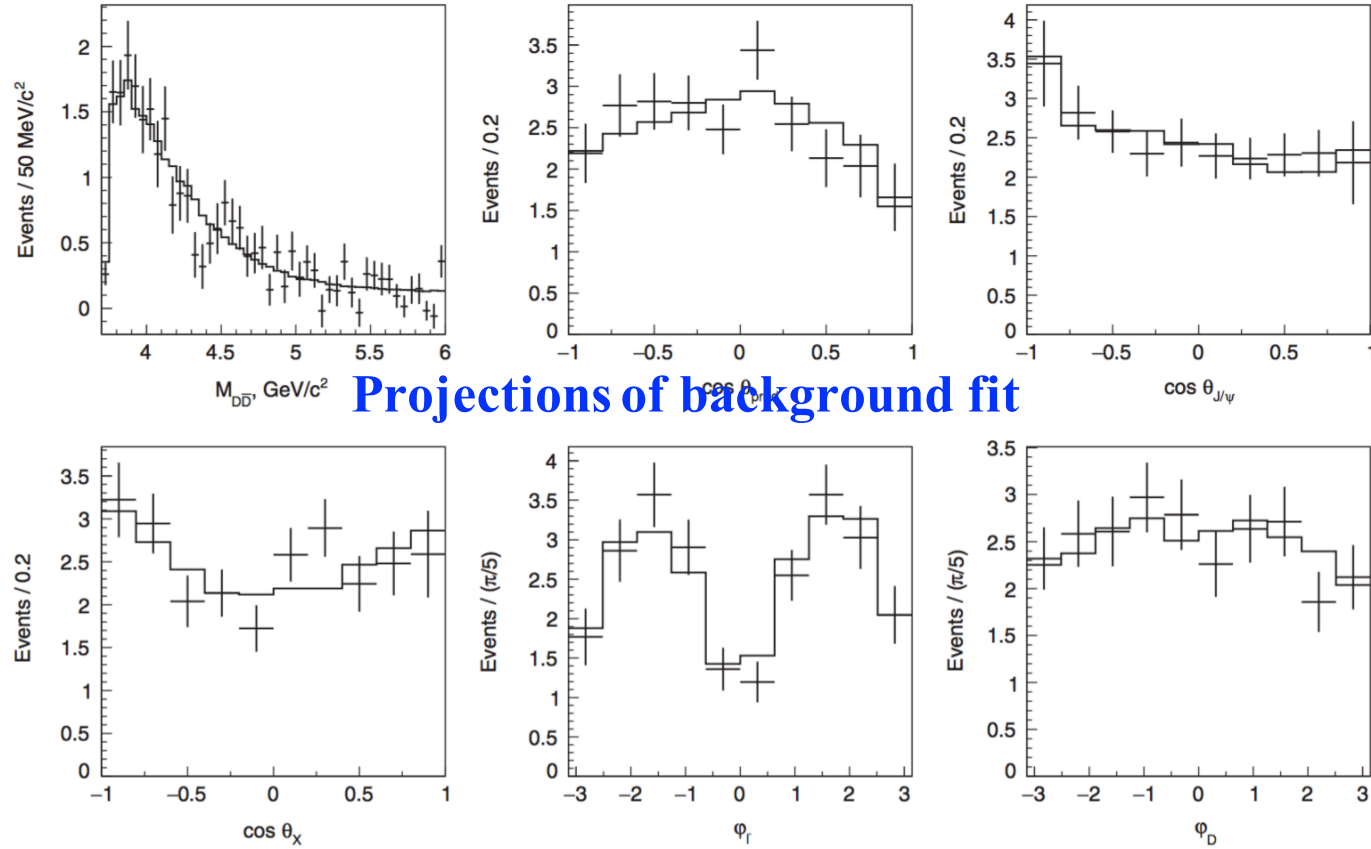 Events / 50 MeV/c²
2
1.5
1
0.5
0
4 4.5 5 5.5 6
M_DD̅, GeV/c²
Events / 0.2
3.5
3
2.5
2
1.5
1
0.5
0
−1 −0.5 0 0.5 1
cos θ
Events / 0.2
4
3.5
3
2.5
2
1.5
1
0.5
0
−1 −0.5 0 0.5 1
cos θ_J/ψ
Projections of background fit
Events / 0.2
3.5
3
2.5
2
1.5
1
0.5
0
−1 −0.5 0 0.5 1
cos θ_X
Events / (π/5)
4
3.5
3
2.5
2
1.5
1
0.5
0
−3 −2 −1 0 1 2 3
Events / (π/5)
3.5
3
2.5
2
1.5
1
0.5
0
−3 −2 −1 0 1 2 3
φ_D